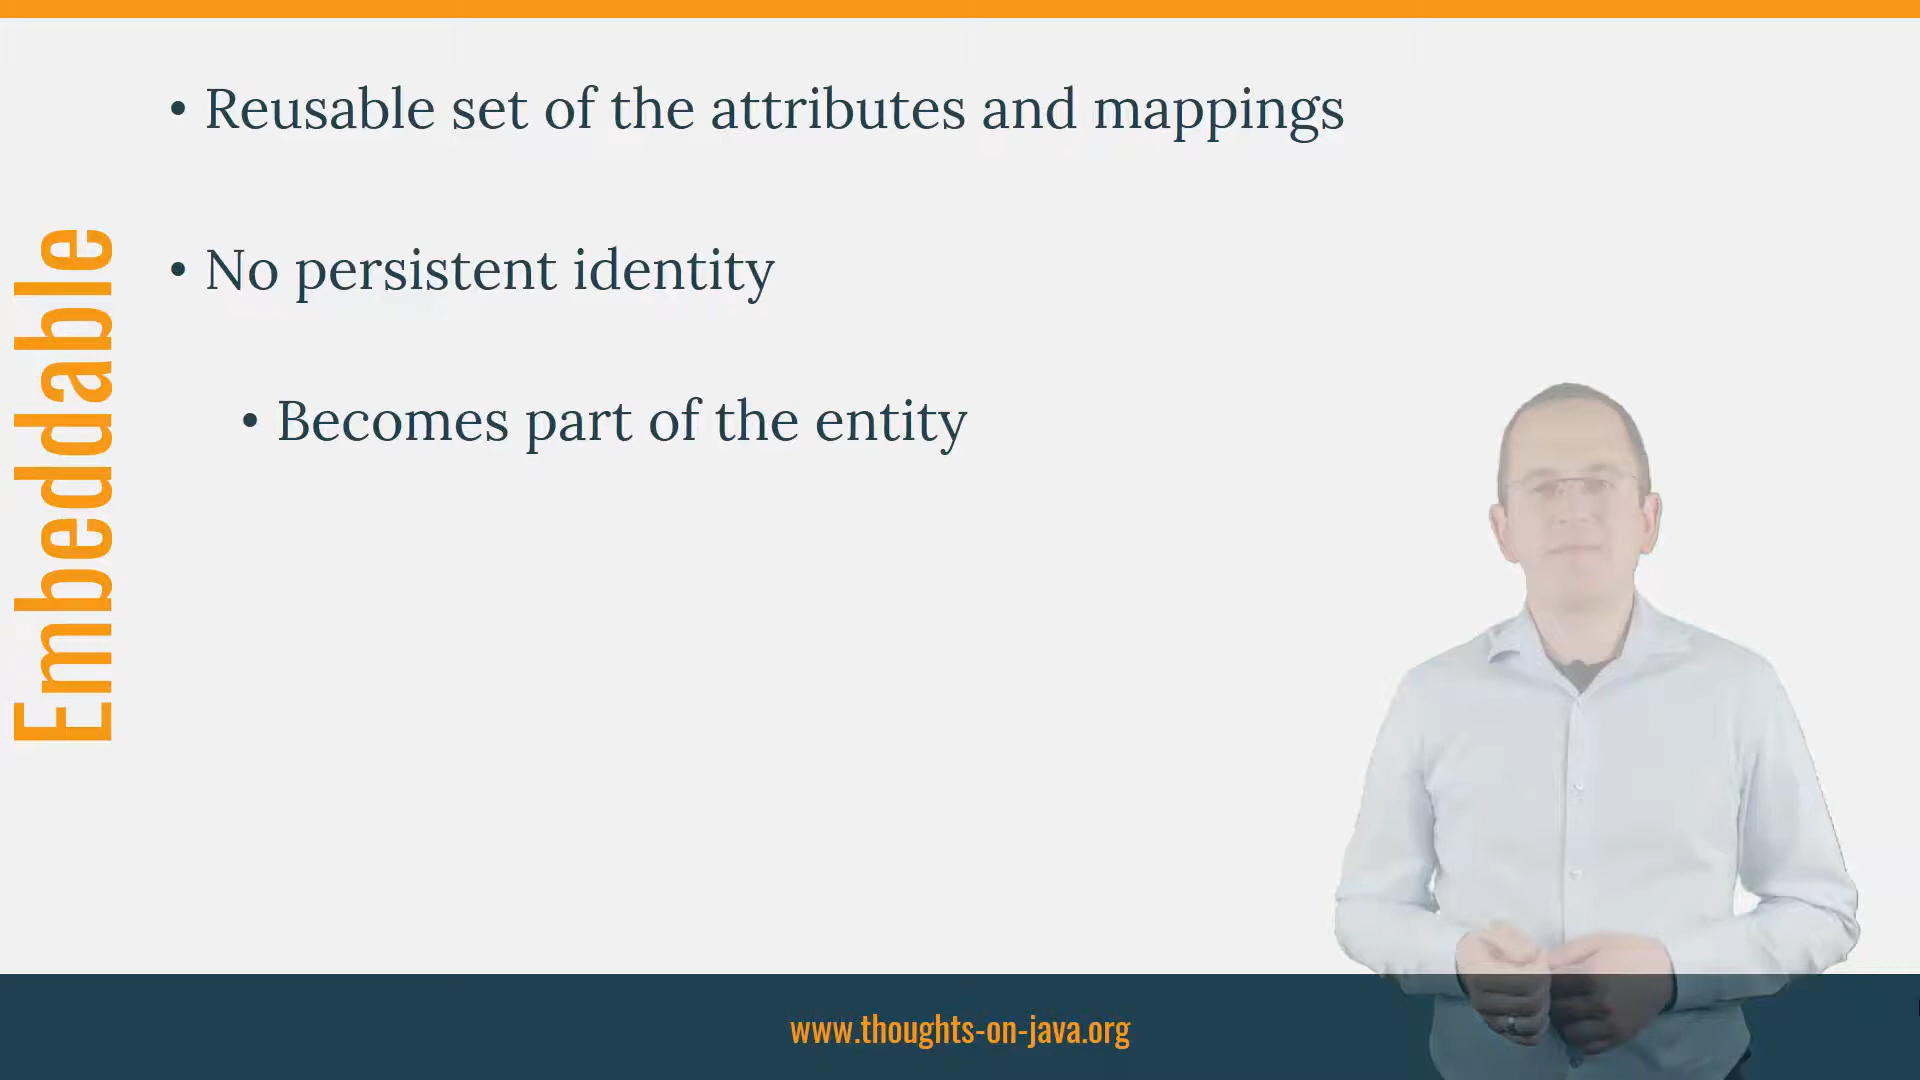 Embeddable
• Reusable set of the attributes and mappings
• No persistent identity
• Becomes part of the entity
www.thoughts-on-java.org